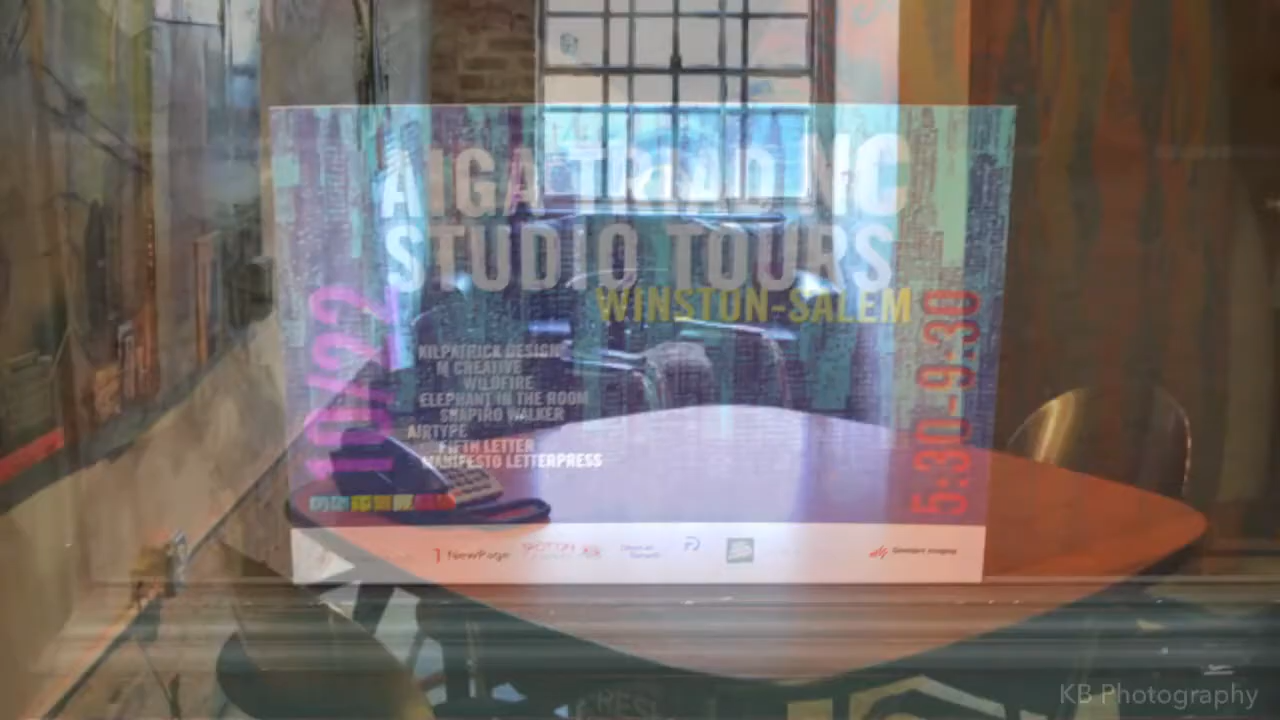 AIGA TRIAD NC
STUDIO TOURS
WINSTON-SALEM
10/22
5:30-9:30
KILPATRICK DESIGN
M CREATIVE
WILDFIRE
ELEPHANT IN THE ROOM
SHAPIRO WALKER
AIRTYPE
FIFTH LETTER
MANIFESTO LETTERPRESS
NewPage
KB Photography